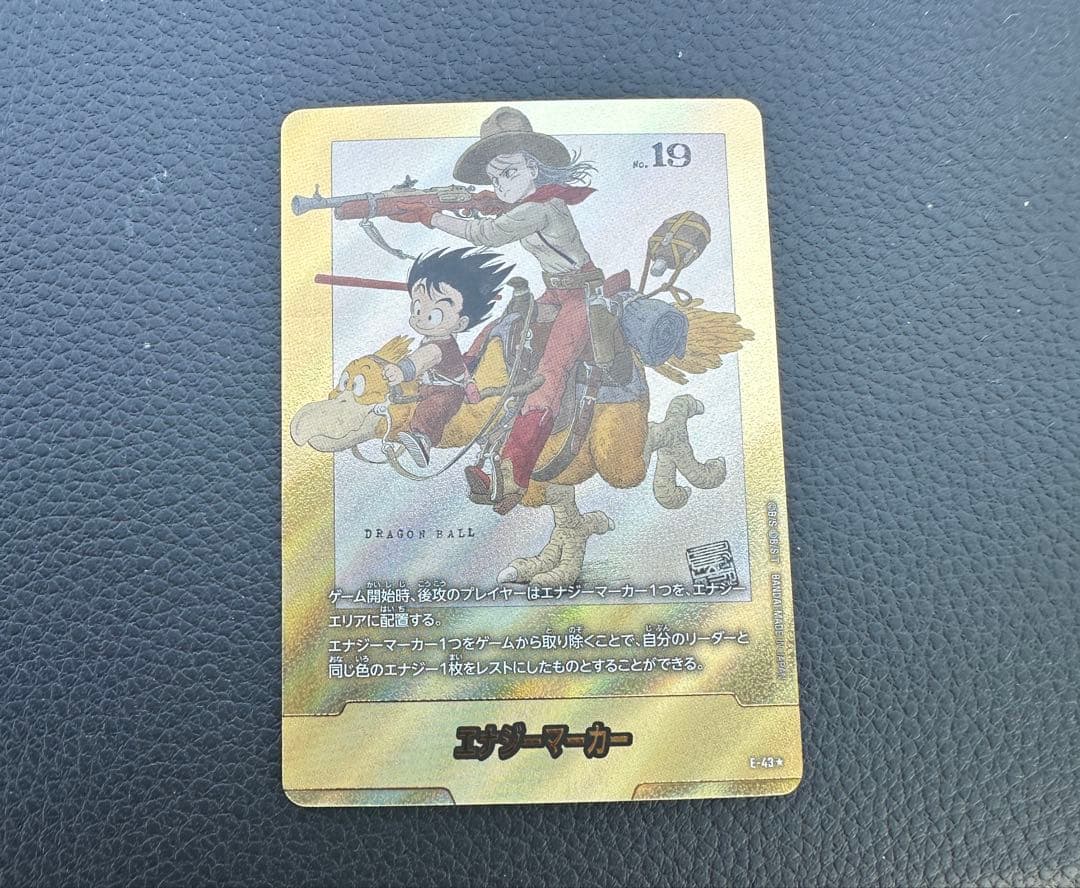 No. 19
DRAGON BALL
ゲーム開始時、後攻のプレイヤーはエナジーマーカー1つを、エナジー
エリアに配置する。
エナジーマーカー1つをゲームから取り除くことで、自分のリーダーと
同じ色のエナジー1枚をレストにしたものとすることができる。
エナジーマーカー
E-43★